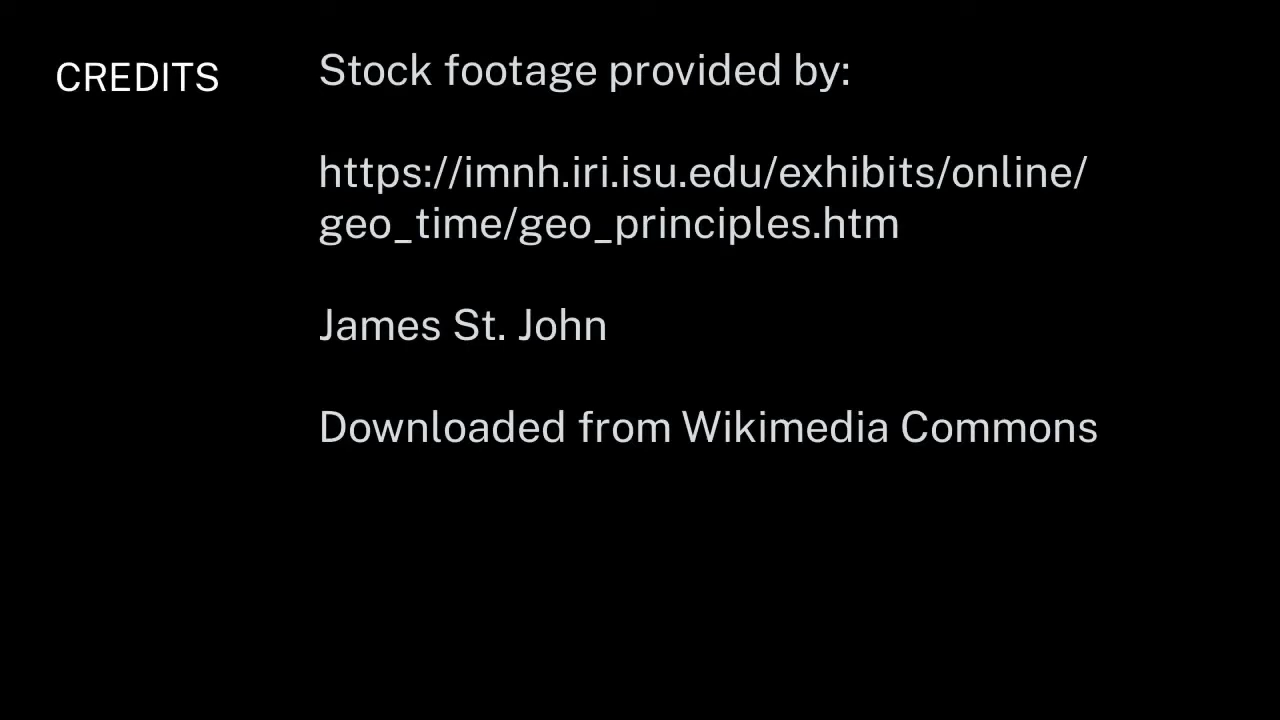 CREDITS
Stock footage provided by:
https://imnh.iri.isu.edu/exhibits/online/
geo_time/geo_principles.htm
James St. John
Downloaded from Wikimedia Commons